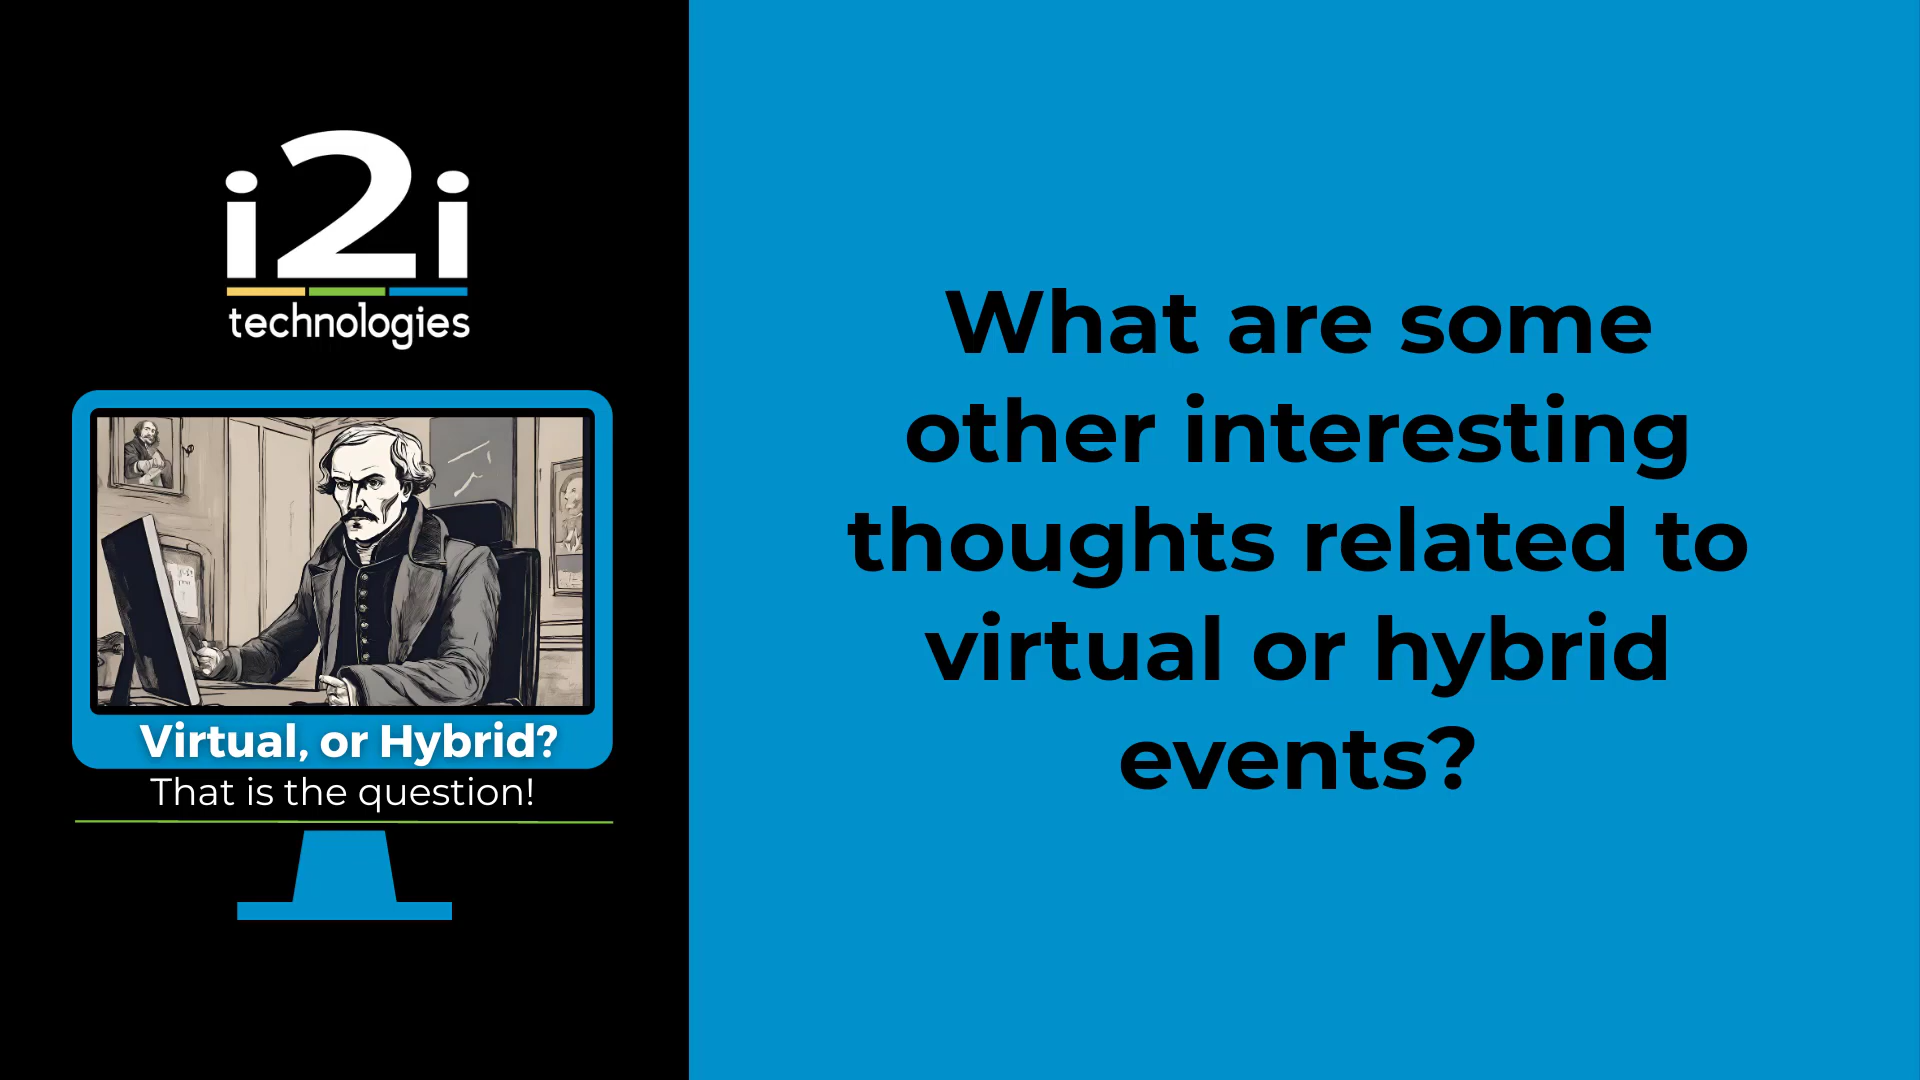 i2i
technologies
Virtual, or Hybrid?
That is the question!
What are some
other interesting
thoughts related to
virtual or hybrid
events?